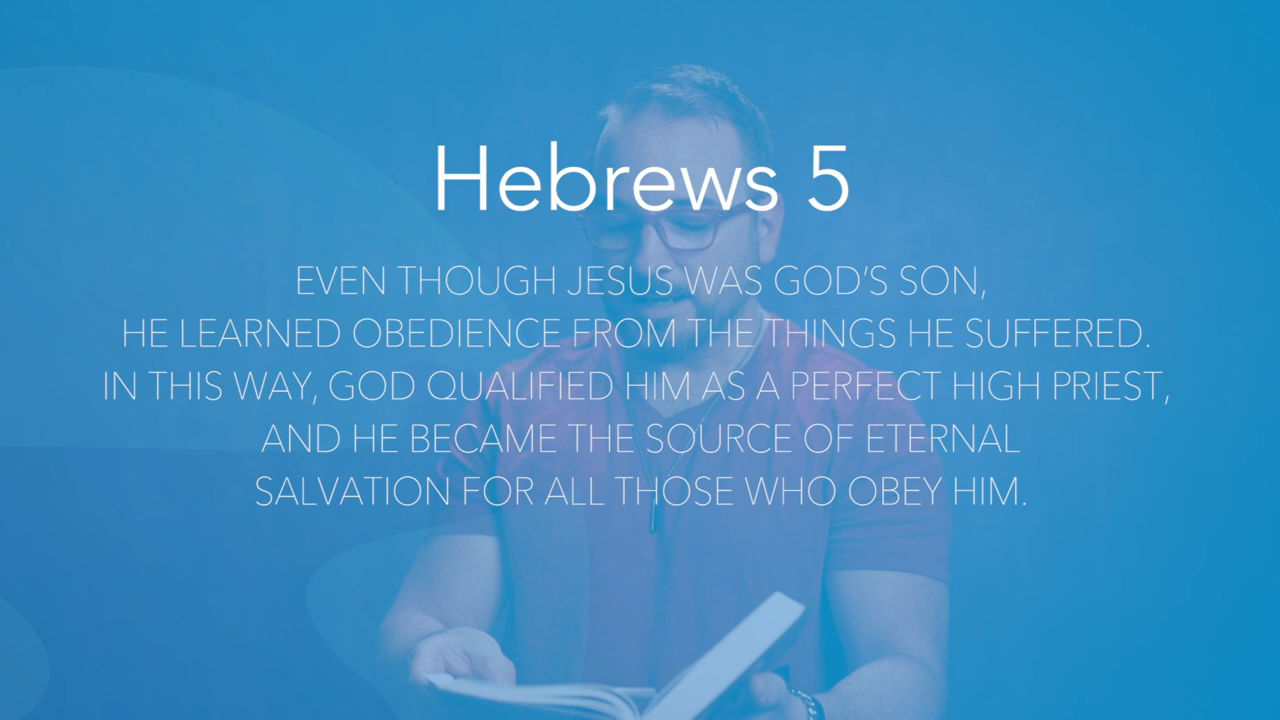 Hebrews 5
EVEN THOUGH JESUS WAS GOD’S SON,
HE LEARNED OBEDIENCE FROM THE THINGS HE SUFFERED.
IN THIS WAY, GOD QUALIFIED HIM AS A PERFECT HIGH PRIEST,
AND HE BECAME THE SOURCE OF ETERNAL
SALVATION FOR ALL THOSE WHO OBEY HIM.